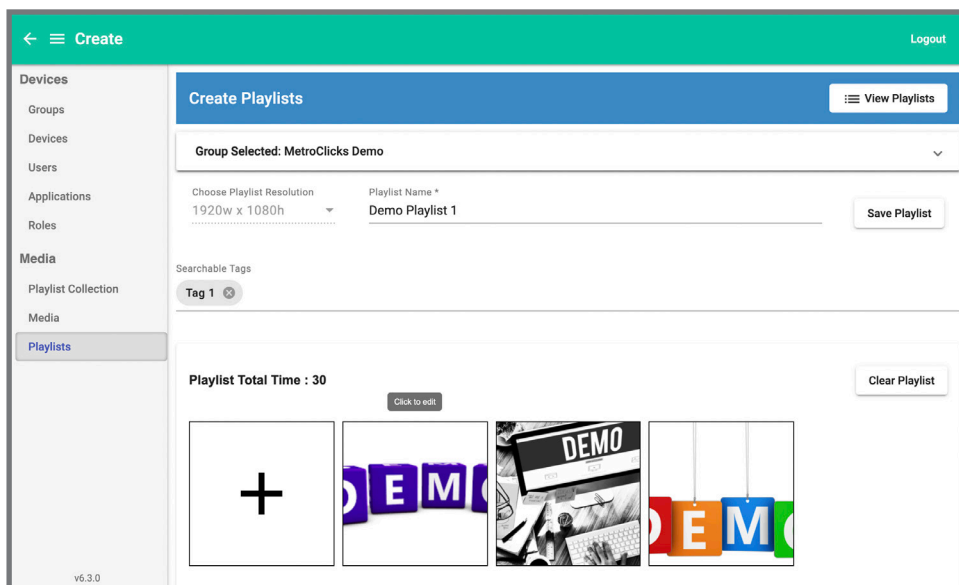 Create
Logout
Devices
Groups
Devices
Users
Applications
Roles
Media
Playlist Collection
Media
Playlists
v6.3.0
Create Playlists
View Playlists
Group Selected: MetroClicks Demo
Choose Playlist Resolution
1920w x 1080h
Playlist Name *
Demo Playlist 1
Save Playlist
Searchable Tags
Tag 1
Playlist Total Time : 30
Clear Playlist
Click to edit
DEM
DEMO
DEMO